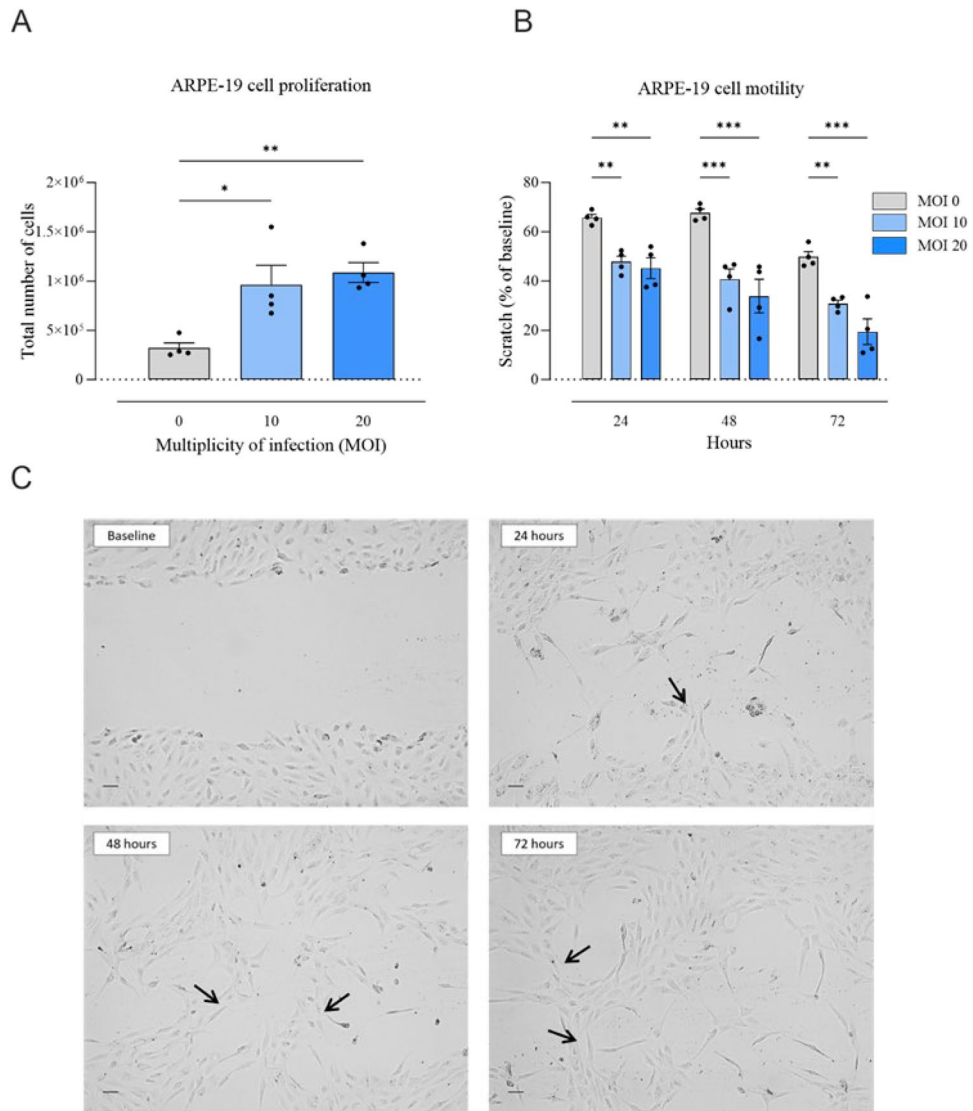 A
ARPE-19 cell proliferation
**
*
2×10⁶
1.5×10⁶
1×10⁶
5×10⁵
0
Total number of cells
0 10 20
Multiplicity of infection (MOI)
B
ARPE-19 cell motility
** *** ***
** *** **
80
60
40
20
0
Scratch (% of baseline)
24 48 72
Hours
MOI 0
MOI 10
MOI 20
C
Baseline
24 hours
48 hours
72 hours